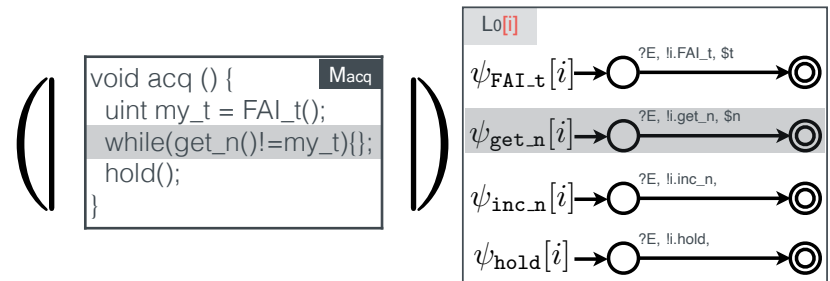 void acq () { Macq
uint my_t = FAI_t();
while(get_n()!=my_t){};
hold();
}
L0[i]
ψFAI_t[i] ?E, !i.FAI_t, $t
ψget_n[i] ?E, !i.get_n, $n
ψinc_n[i] ?E, !i.inc_n,
ψhold[i] ?E, !i.hold,